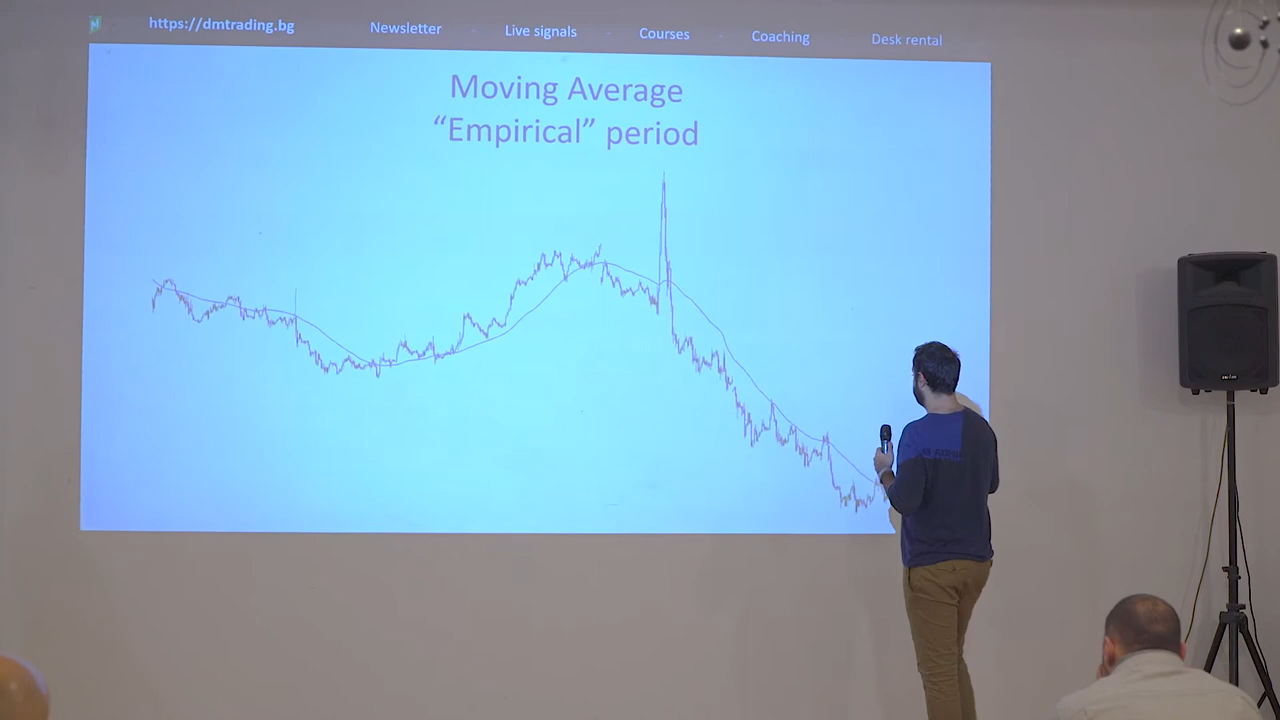 https://dmtrading.bg Newsletter - Live signals - Courses - Coaching - Desk rental
Moving Average
“Empirical” period